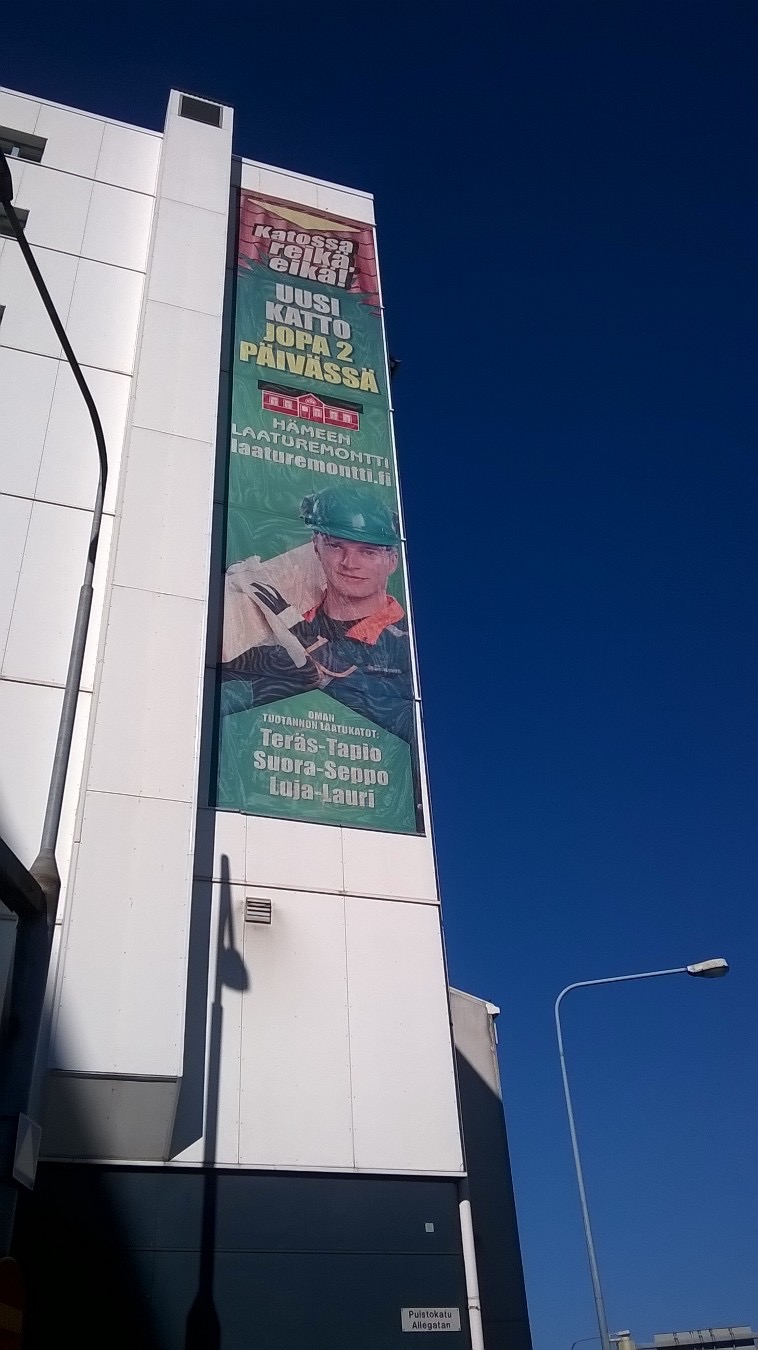 Katossa
reikä,
eikä!
UUSI
KATTO
JOPA 2
PÄIVÄSSÄ
HÄMEEN
LAATUREMONTTI
laaturemontti.fi
OMAN
TUOTANNON LAATUKATOT:
Teräs-Tapio
Suora-Seppo
Luja-Lauri
Puistokatu
Allégatan